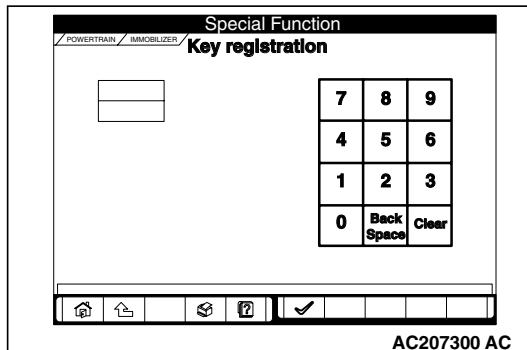 Special Function
POWERTRAIN IMMOBILIZER
Key registration
7 8 9
4 5 6
1 2 3
0 Back Space Clear
?
AC207300 AC